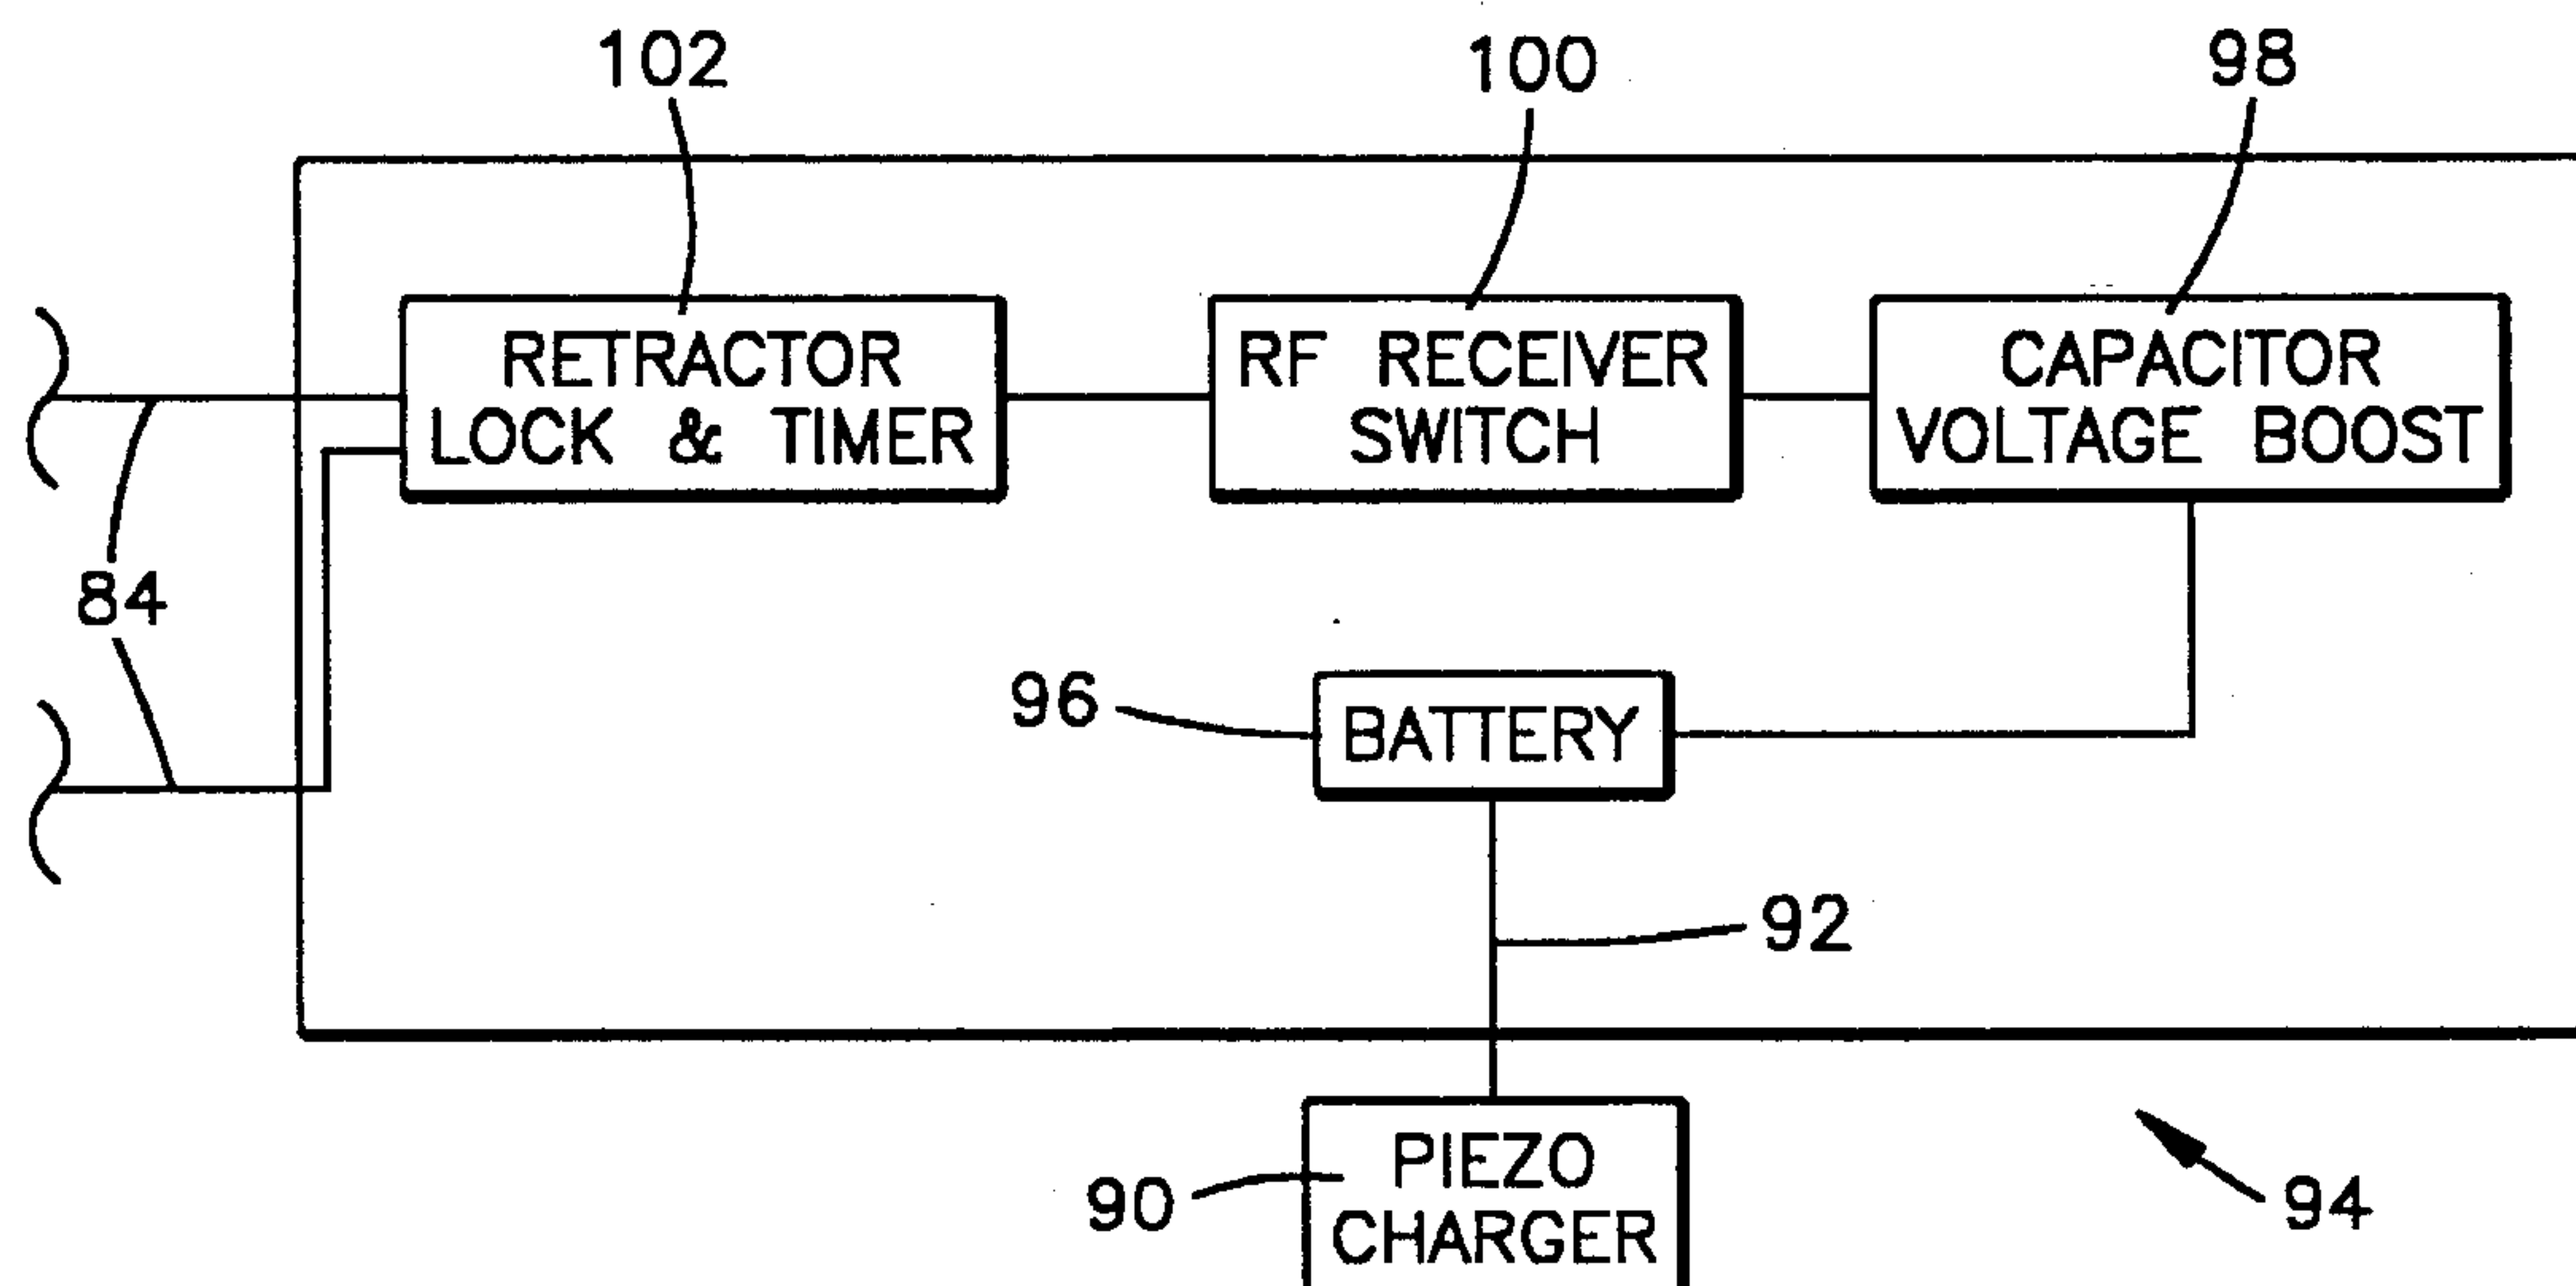 102
100
98
RETRACTOR
LOCK & TIMER
RF RECEIVER
SWITCH
CAPACITOR
VOLTAGE BOOST
84
96
BATTERY
92
90
PIEZO
CHARGER
94